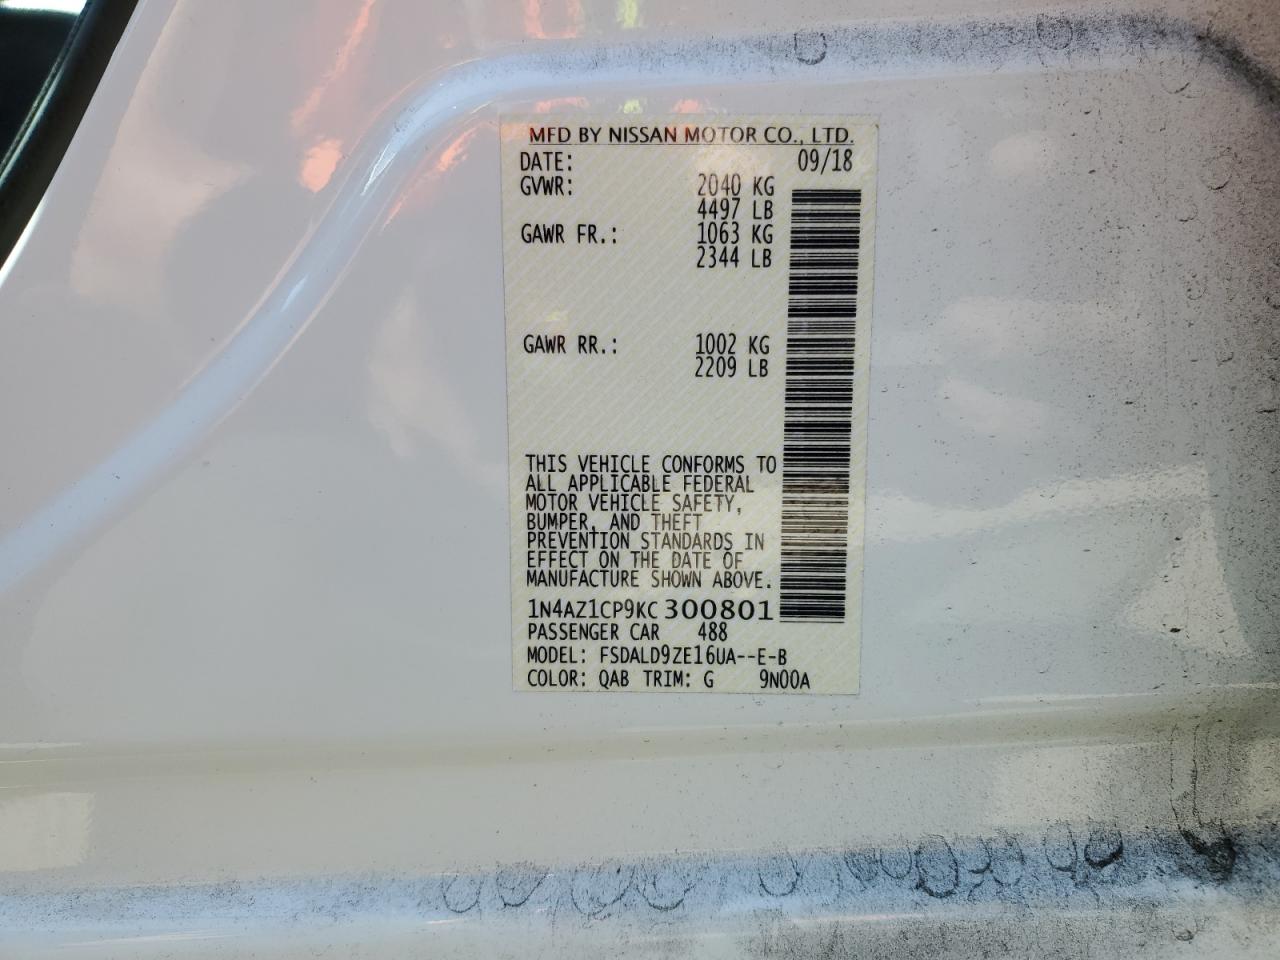 MFD BY NISSAN MOTOR CO., LTD.
DATE: 09/18
GVWR: 2040 KG
4497 LB
GAWR FR.: 1063 KG
2344 LB
GAWR RR.: 1002 KG
2209 LB
THIS VEHICLE CONFORMS TO
ALL APPLICABLE FEDERAL
MOTOR VEHICLE SAFETY,
BUMPER, AND THEFT
PREVENTION STANDARDS IN
EFFECT ON THE DATE OF
MANUFACTURE SHOWN ABOVE.
1N4AZ1CP9KC300801
PASSENGER CAR 488
MODEL: FSDALD9ZE16UA--E-B
COLOR: QAB TRIM: G 9N00A